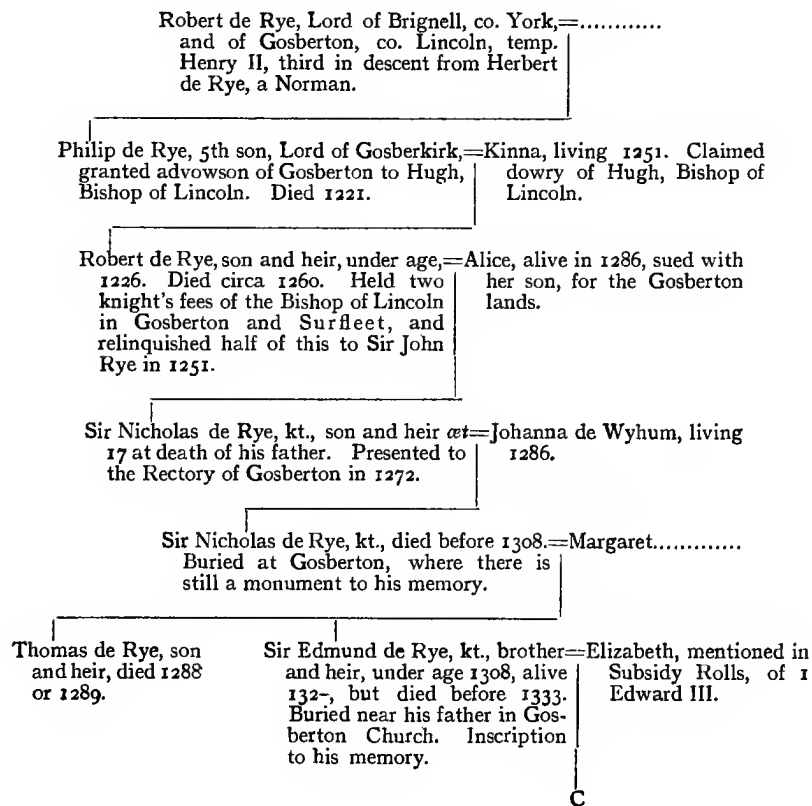 Robert de Rye, Lord of Brignell, co. York,=............
and of Gosberton, co. Lincoln, temp.
Henry II, third in descent from Herbert
de Rye, a Norman.
Philip de Rye, 5th son, Lord of Gosberkirk,=Kinna, living 1251. Claimed
granted advowson of Gosberton to Hugh, dowry of Hugh, Bishop of
Bishop of Lincoln. Died 1221. Lincoln.
Robert de Rye, son and heir, under age,=Alice, alive in 1286, sued with
1226. Died circa 1260. Held two her son, for the Gosberton
knight's fees of the Bishop of Lincoln lands.
in Gosberton and Surfleet, and
relinquished half of this to Sir John
Rye in 1251.
Sir Nicholas de Rye, kt., son and heir æt=Johanna de Wyhum, living
17 at death of his father. Presented to 1286.
the Rectory of Gosberton in 1272.
Sir Nicholas de Rye, kt., died before 1308.=Margaret.............
Buried at Gosberton, where there is
still a monument to his memory.
Thomas de Rye, son Sir Edmund de Rye, kt., brother=Elizabeth, mentioned in
and heir, died 1288 and heir, under age 1308, alive Subsidy Rolls, of 1
or 1289. 132-, but died before 1333. Edward III.
Buried near his father in Gos-
berton Church. Inscription
to his memory.
C